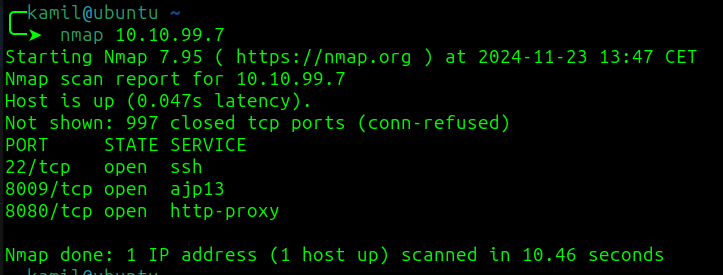 kamil@ubuntu ~
nmap 10.10.99.7
Starting Nmap 7.95 ( https://nmap.org ) at 2024-11-23 13:47 CET
Nmap scan report for 10.10.99.7
Host is up (0.047s latency).
Not shown: 997 closed tcp ports (conn-refused)
PORT     STATE SERVICE
22/tcp   open  ssh
8009/tcp open  ajp13
8080/tcp open  http-proxy
Nmap done: 1 IP address (1 host up) scanned in 10.46 seconds
kamil@ubuntu ~